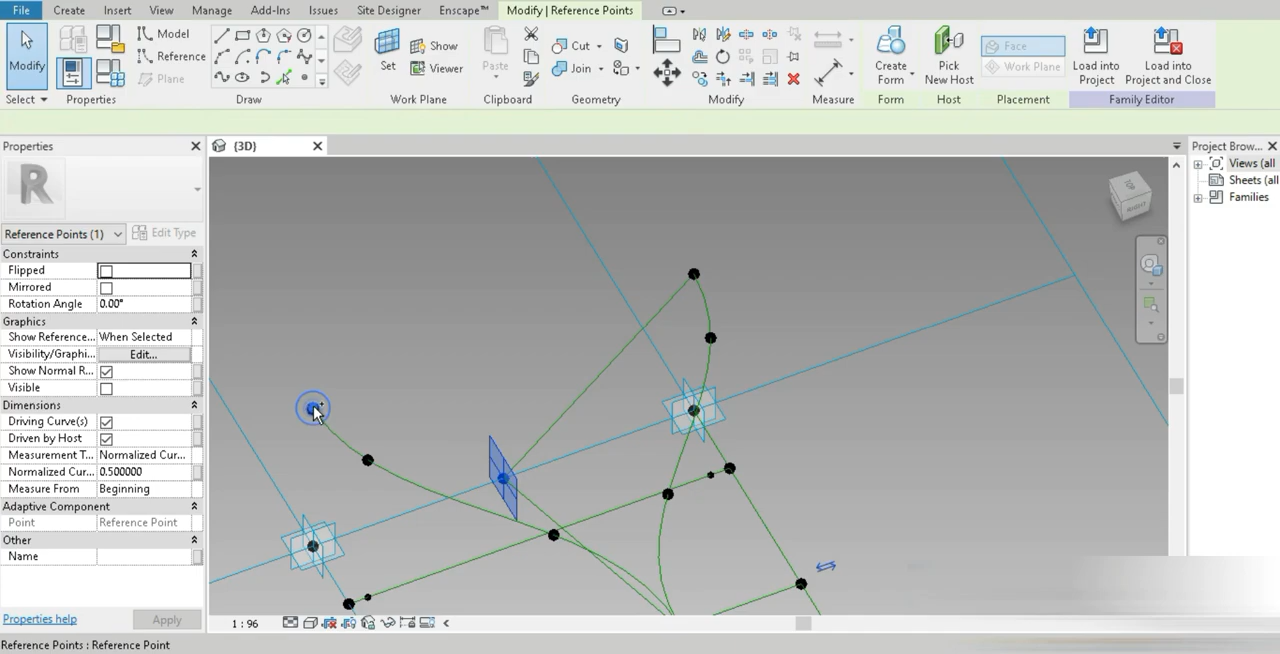 File Create Insert View Manage Add-Ins Issues Site Designer Enscape™ Modify | Reference Points
Modify Model Reference Plane Set Show Viewer Paste Cut Join Create Form Pick New Host Face Work Plane Load into Project Load into Project and Close
Select Properties Draw Work Plane Clipboard Geometry Modify Measure Form Host Placement Family Editor
Properties
{3D}
Project Brow...
R
Views (all
Sheets (all
Families
TOP
RIGHT
Reference Points (1) Edit Type
Constraints
Flipped
Mirrored
Rotation Angle 0.00°
Graphics
Show Reference... When Selected
Visibility/Graphi... Edit...
Show Normal R...
Visible
Dimensions
Driving Curve(s)
Driven by Host
Measurement T... Normalized Cur...
Normalized Cur... 0.500000
Measure From Beginning
Adaptive Component
Point Reference Point
Other
Name
Properties help Apply
1 : 96
Reference Points : Reference Point